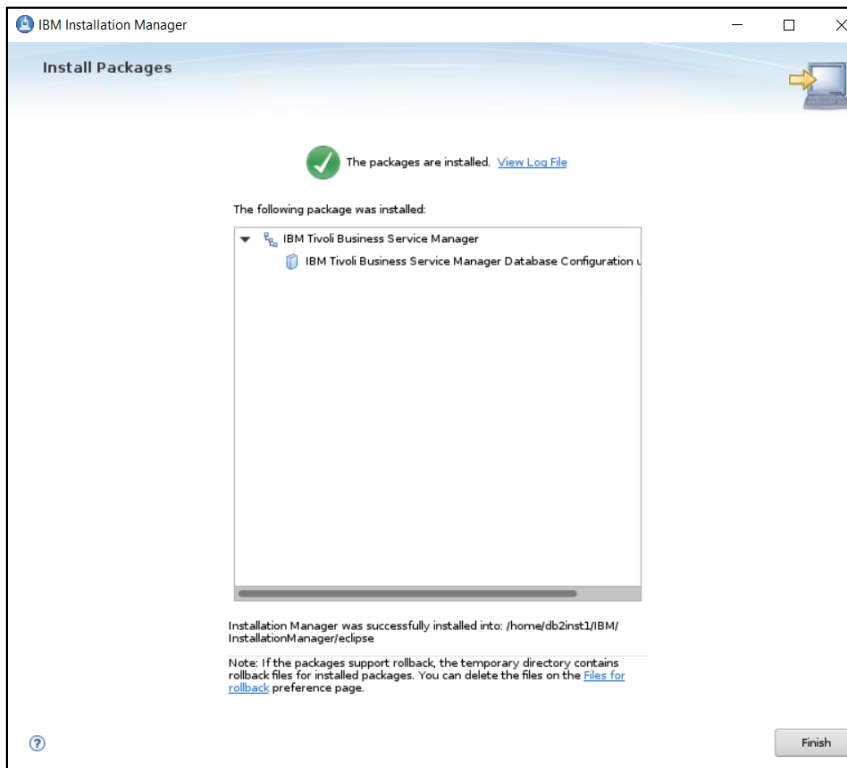 IBM Installation Manager
Install Packages
The packages are installed. View Log File
The following package was installed:
IBM Tivoli Business Service Manager
IBM Tivoli Business Service Manager Database Configuration
Installation Manager was successfully installed into: /home/db2inst1/IBM/
InstallationManager/eclipse
Note: If the packages support rollback, the temporary directory contains
rollback files for installed packages. You can delete the files on the Files for
rollback preference page.
?
Finish